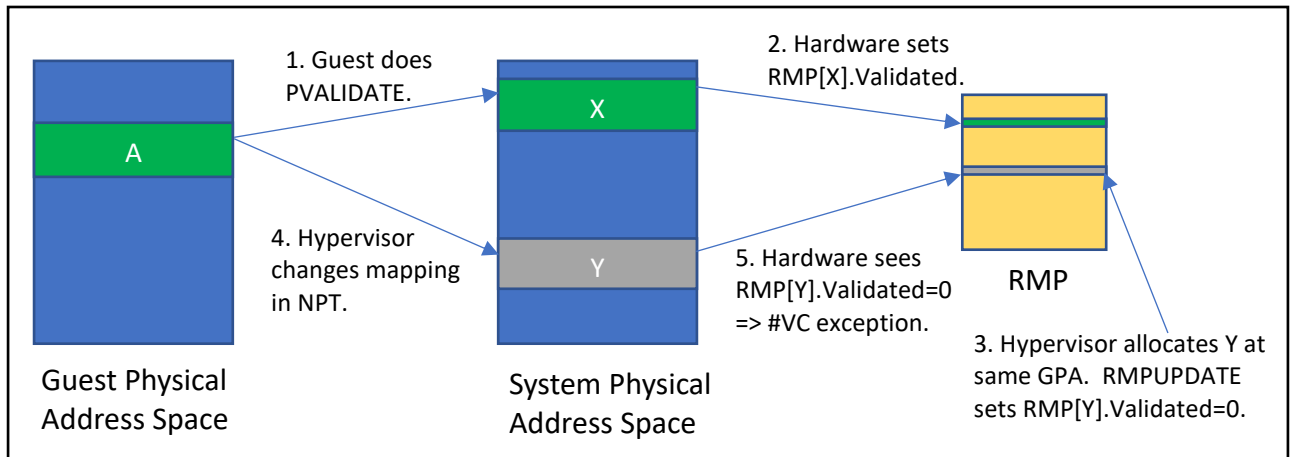 1. Guest does
PVALIDATE.
2. Hardware sets
RMP[X].Validated.
A
X
4. Hypervisor
changes mapping
in NPT.
Y
5. Hardware sees
RMP[Y].Validated=0
=> #VC exception.
RMP
3. Hypervisor allocates Y at
same GPA.  RMPUPDATE
sets RMP[Y].Validated=0.
Guest Physical
Address Space
System Physical
Address Space